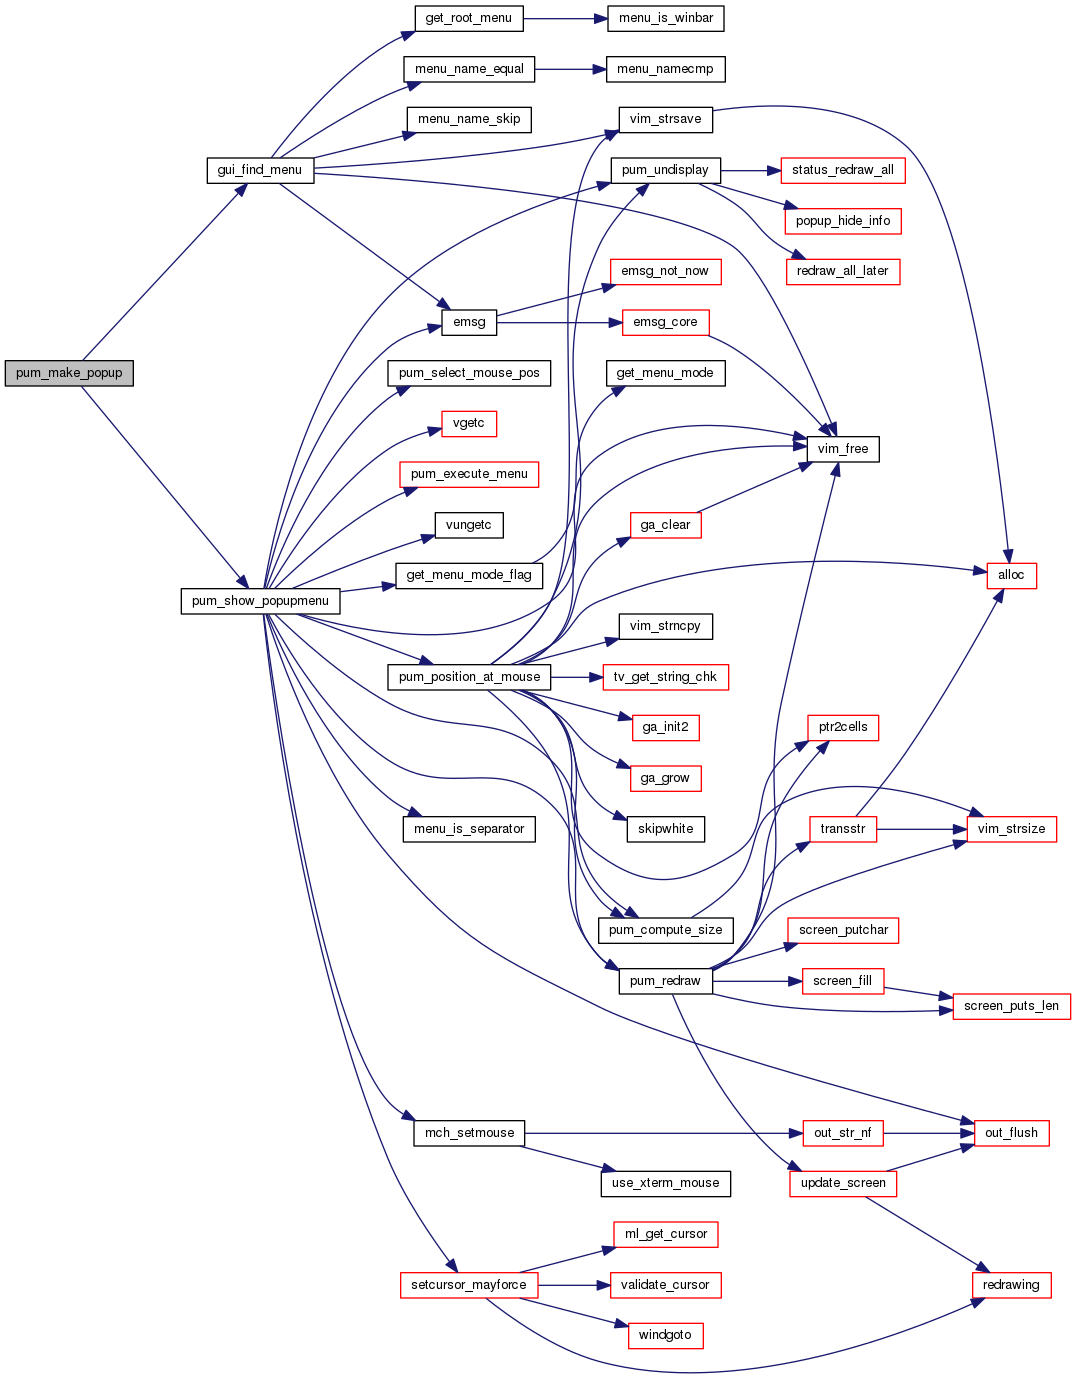 get_root_menu
menu_is_winbar
menu_name_equal
menu_namecmp
menu_name_skip
vim_strsave
gui_find_menu
pum_undisplay
status_redraw_all
popup_hide_info
emsg_not_now
redraw_all_later
emsg
emsg_core
pum_make_popup
pum_select_mouse_pos
get_menu_mode
vgetc
vim_free
pum_execute_menu
vungetc
ga_clear
get_menu_mode_flag
alloc
pum_show_popupmenu
vim_strncpy
pum_position_at_mouse
tv_get_string_chk
ga_init2
ptr2cells
ga_grow
menu_is_separator
skipwhite
transstr
vim_strsize
pum_compute_size
screen_putchar
pum_redraw
screen_fill
screen_puts_len
mch_setmouse
out_str_nf
out_flush
use_xterm_mouse
update_screen
ml_get_cursor
setcursor_mayforce
validate_cursor
redrawing
windgoto